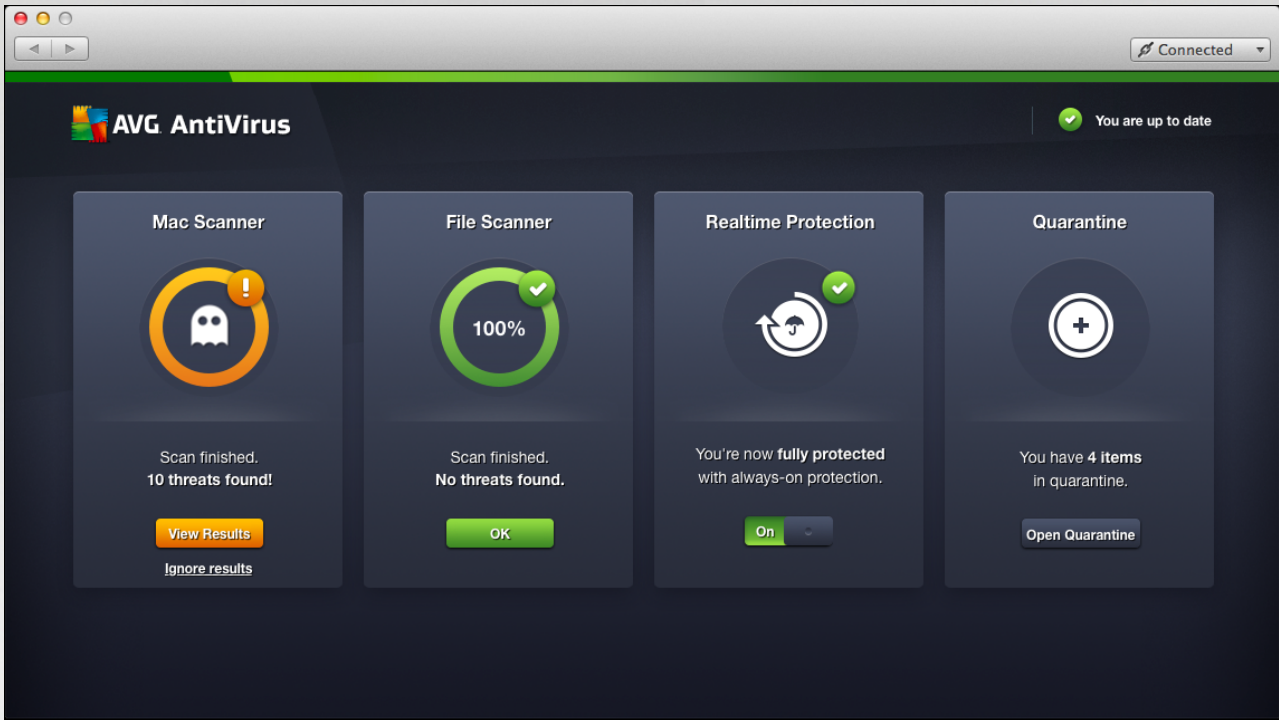 Connected
AVG AntiVirus
You are up to date
Mac Scanner
Scan finished.
10 threats found!
View Results
Ignore results
File Scanner
100%
Scan finished.
No threats found.
OK
Realtime Protection
You're now fully protected
with always-on protection.
On
Quarantine
You have 4 items
in quarantine.
Open Quarantine